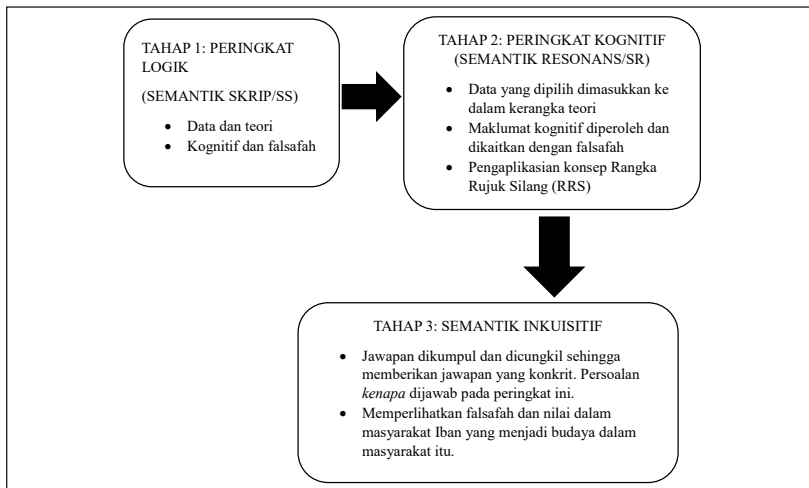 TAHAP 1: PERINGKAT
LOGIK
(SEMANTIK SKRIP/SS)
• Data dan teori
• Kognitif dan falsafah
TAHAP 2: PERINGKAT KOGNITIF
(SEMANTIK RESONANS/SR)
• Data yang dipilih dimasukkan ke
dalam kerangka teori
• Maklumat kognitif diperoleh dan
dikaitkan dengan falsafah
• Pengaplikasian konsep Rangka
Rujuk Silang (RRS)
TAHAP 3: SEMANTIK INKUISITIF
• Jawapan dikumpul dan dicungkil sehingga
memberikan jawapan yang konkrit. Persoalan
kenapa dijawab pada peringkat ini.
• Memperlihatkan falsafah dan nilai dalam
masyarakat Iban yang menjadi budaya dalam
masyarakat itu.